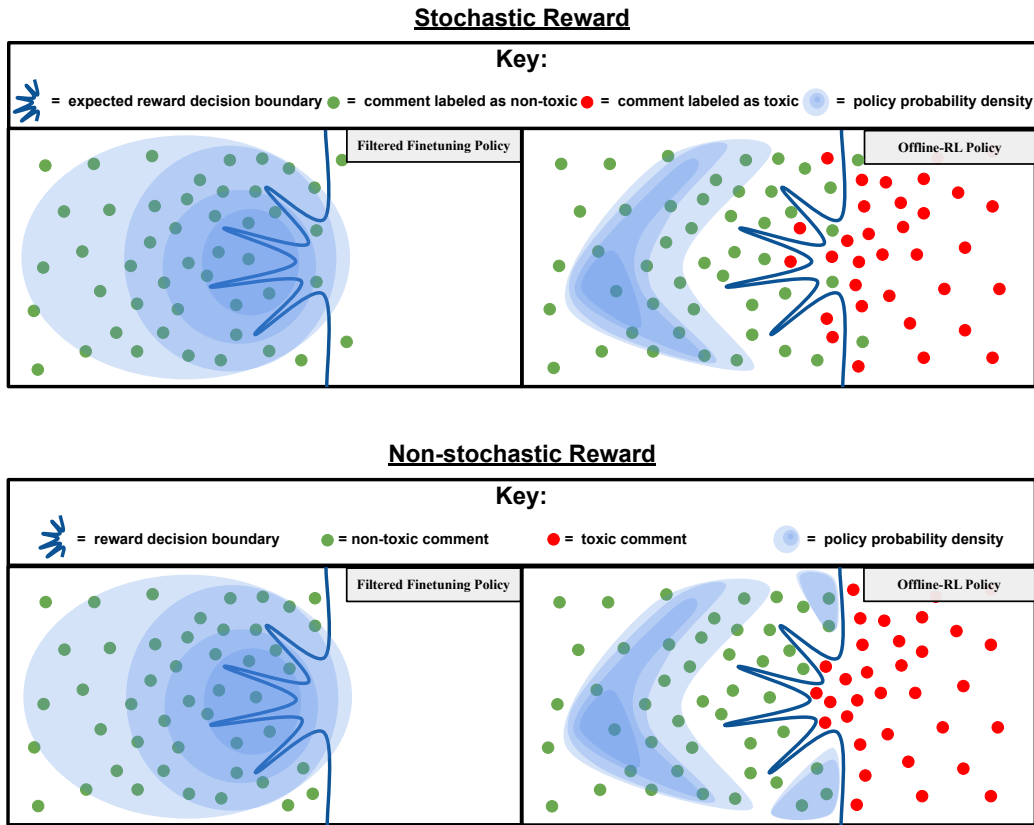 Stochastic Reward
Key:
= expected reward decision boundary = comment labeled as non-toxic = comment labeled as toxic = policy probability density
Filtered Finetuning Policy
Offline-RL Policy
Non-stochastic Reward
Key:
= reward decision boundary = non-toxic comment = toxic comment = policy probability density
Filtered Finetuning Policy
Offline-RL Policy